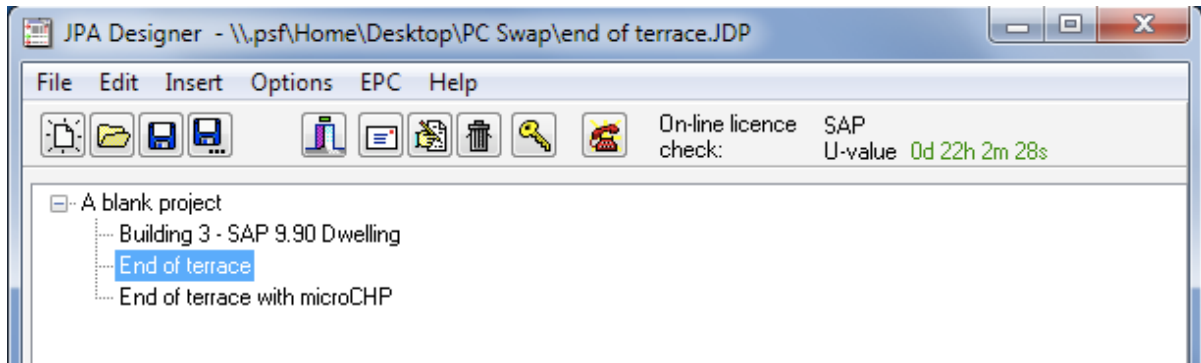 JPA Designer - \\.psf\Home\Desktop\PC Swap\end of terrace.JDP
File Edit Insert Options EPC Help
On-line licence check:
SAP
U-value 0d 22h 2m 28s
A blank project
Building 3 - SAP 9.90 Dwelling
End of terrace
End of terrace with microCHP